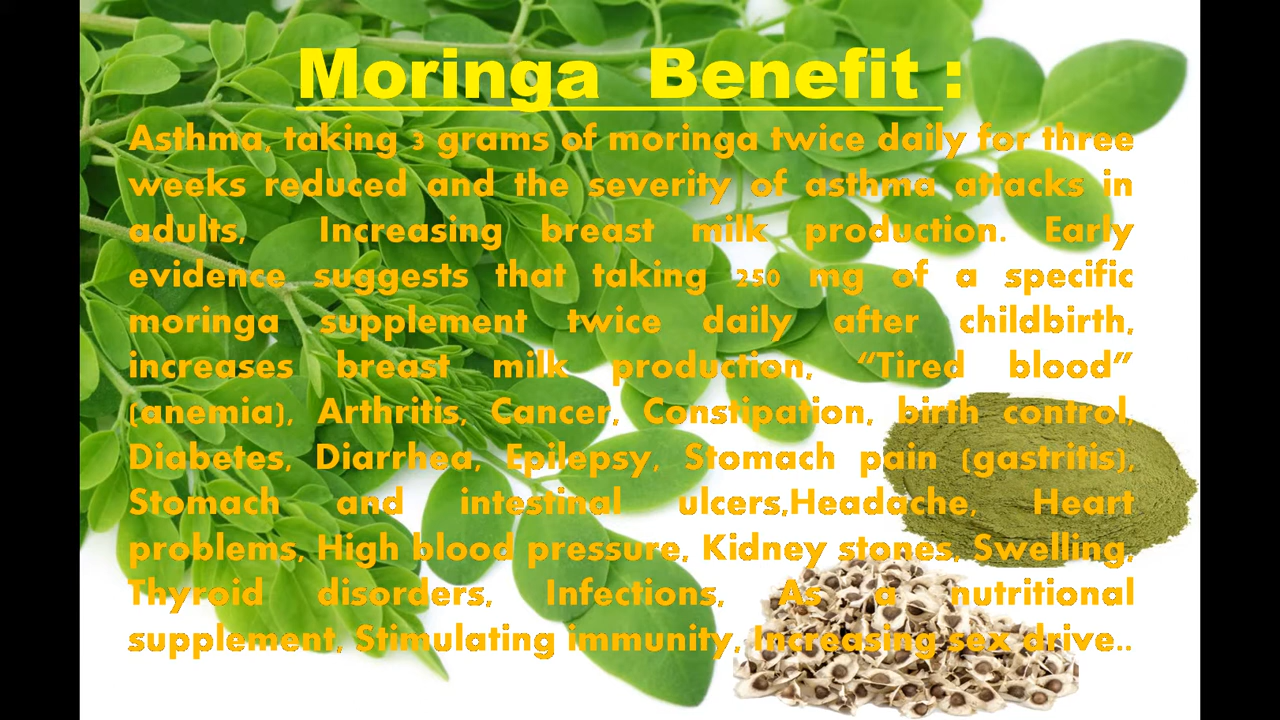 Moringa Benefit :
Asthma, taking 3 grams of moringa twice daily for three
weeks reduced and the severity of asthma attacks in
adults, Increasing breast milk production. Early
evidence suggests that taking 250 mg of a specific
moringa supplement twice daily after childbirth,
increases breast milk production, “Tired blood”
(anemia), Arthritis, Cancer, Constipation, birth control,
Diabetes, Diarrhea, Epilepsy, Stomach pain (gastritis),
Stomach and intestinal ulcers,Headache, Heart
problems, High blood pressure, Kidney stones, Swelling,
Thyroid disorders, Infections, As a nutritional
supplement, Stimulating immunity, Increasing sex drive..